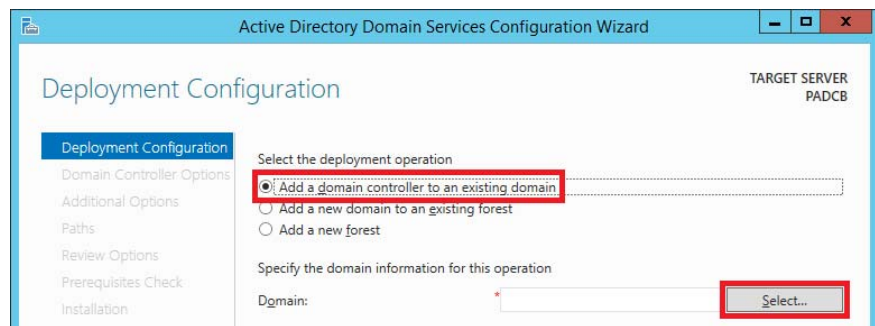 Active Directory Domain Services Configuration Wizard
Deployment Configuration
TARGET SERVER
PADCB
Deployment Configuration
Domain Controller Options
Additional Options
Paths
Review Options
Prerequisites Check
Installation
Select the deployment operation
Add a domain controller to an existing domain
Add a new domain to an existing forest
Add a new forest
Specify the domain information for this operation
Domain: *
Select...